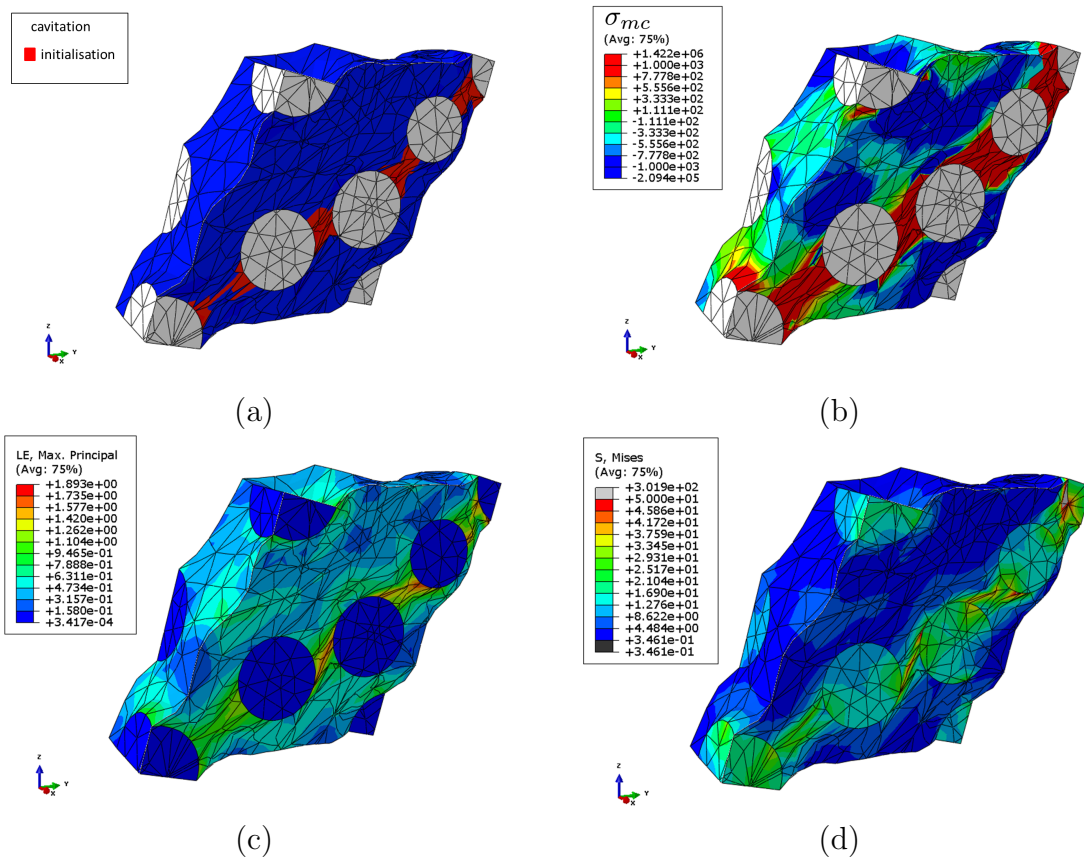 cavitation
initialisation
Z
Y
X
(a)
σmc
(Avg: 75%)
+1.422e+06
+1.000e+03
+7.778e+02
+5.556e+02
+3.333e+02
+1.111e+02
-1.111e+02
-3.333e+02
-5.556e+02
-7.778e+02
-1.000e+03
-2.094e+05
Z
Y
X
(b)
LE, Max. Principal
(Avg: 75%)
+1.893e+00
+1.735e+00
+1.577e+00
+1.420e+00
+1.262e+00
+1.104e+00
+9.465e-01
+7.888e-01
+6.311e-01
+4.734e-01
+3.157e-01
+1.580e-01
+3.417e-04
Z
Y
X
(c)
S, Mises
(Avg: 75%)
+3.019e+02
+5.000e+01
+4.586e+01
+4.172e+01
+3.759e+01
+3.345e+01
+2.931e+01
+2.517e+01
+2.104e+01
+1.690e+01
+1.276e+01
+8.622e+00
+4.484e+00
+3.461e-01
+3.461e-01
Z
Y
X
(d)